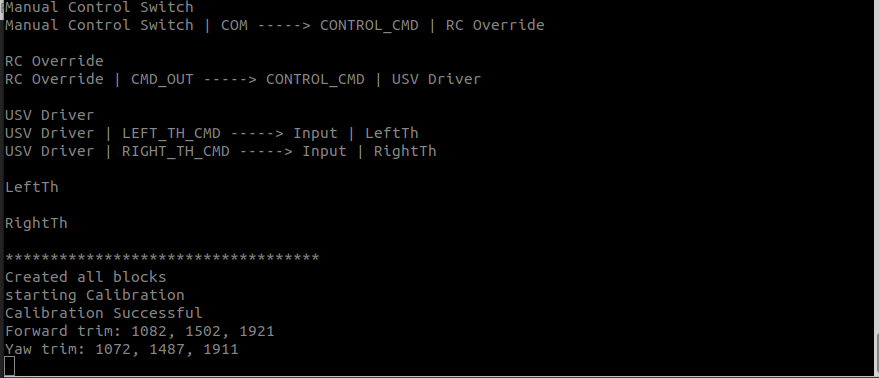 Manual Control Switch
Manual Control Switch | COM -----> CONTROL_CMD | RC Override
RC Override
RC Override | CMD_OUT -----> CONTROL_CMD | USV Driver
USV Driver
USV Driver | LEFT_TH_CMD -----> Input | LeftTh
USV Driver | RIGHT_TH_CMD -----> Input | RightTh
LeftTh
RightTh
***********************************
Created all blocks
starting Calibration
Calibration Successful
Forward trim: 1082, 1502, 1921
Yaw trim: 1072, 1487, 1911